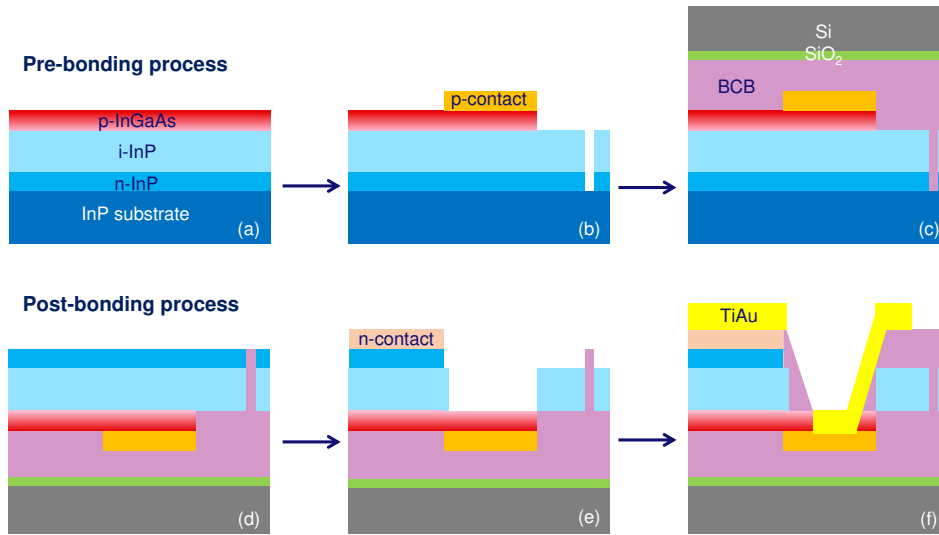 Pre-bonding process
p-InGaAs
i-InP
n-InP
InP substrate
(a)
p-contact
(b)
Si
SiO₂
BCB
(c)
Post-bonding process
(d)
n-contact
(e)
TiAu
(f)